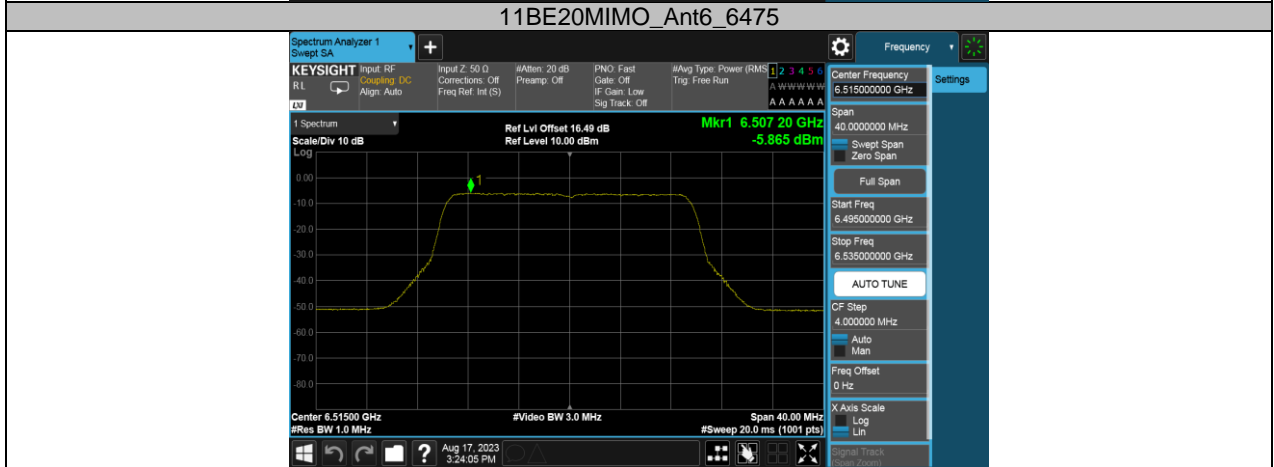 11BE20MIMO_Ant6_6475
Spectrum Analyzer 1
Swept SA
+
Frequency
KEYSIGHT
RL
LXI
Input: RF
Coupling: DC
Align: Auto
Input Z: 50 Ω
Corrections: Off
Freq Ref: Int (S)
#Atten: 20 dB
Preamp: Off
PNO: Fast
Gate: Off
IF Gain: Low
Sig Track: Off
#Avg Type: Power (RMS
Trig: Free Run
1 2 3 4 5 6
A W W W W W
A A A A A A
Center Frequency
6.515000000 GHz
Settings
Span
40.0000000 MHz
Swept Span
Zero Span
Full Span
Start Freq
6.495000000 GHz
Stop Freq
6.535000000 GHz
AUTO TUNE
CF Step
4.000000 MHz
Auto
Man
Freq Offset
0 Hz
X Axis Scale
Log
Lin
Signal Track
(Span Zoom)
1 Spectrum
Scale/Div 10 dB
Ref Lvl Offset 16.49 dB
Ref Level 10.00 dBm
Mkr1 6.507 20 GHz
-5.865 dBm
Log
1
0.00
-10.0
-20.0
-30.0
-40.0
-50.0
-60.0
-70.0
-80.0
Center 6.51500 GHz
#Res BW 1.0 MHz
#Video BW 3.0 MHz
Span 40.00 MHz
#Sweep 20.0 ms (1001 pts)
?
Aug 17, 2023
3:24:05 PM